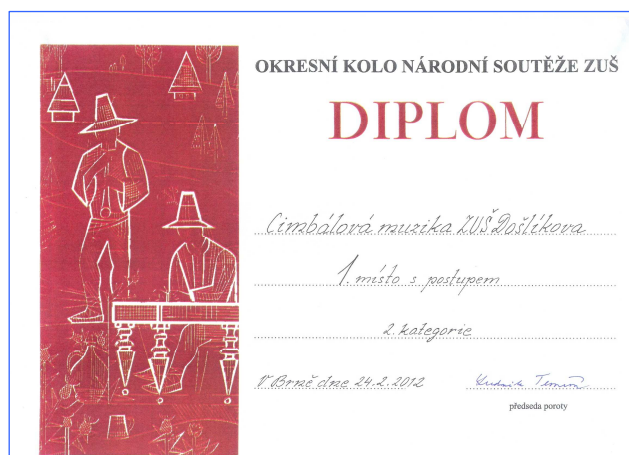 OKRESNÍ KOLO NÁRODNÍ SOUTĚŽE ZUŠ
DIPLOM
Cimbálová muzika ZUŠ Došlíkova
1. místo s postupem
2. kategorie
V Brně dne 24.2.2012
předseda poroty